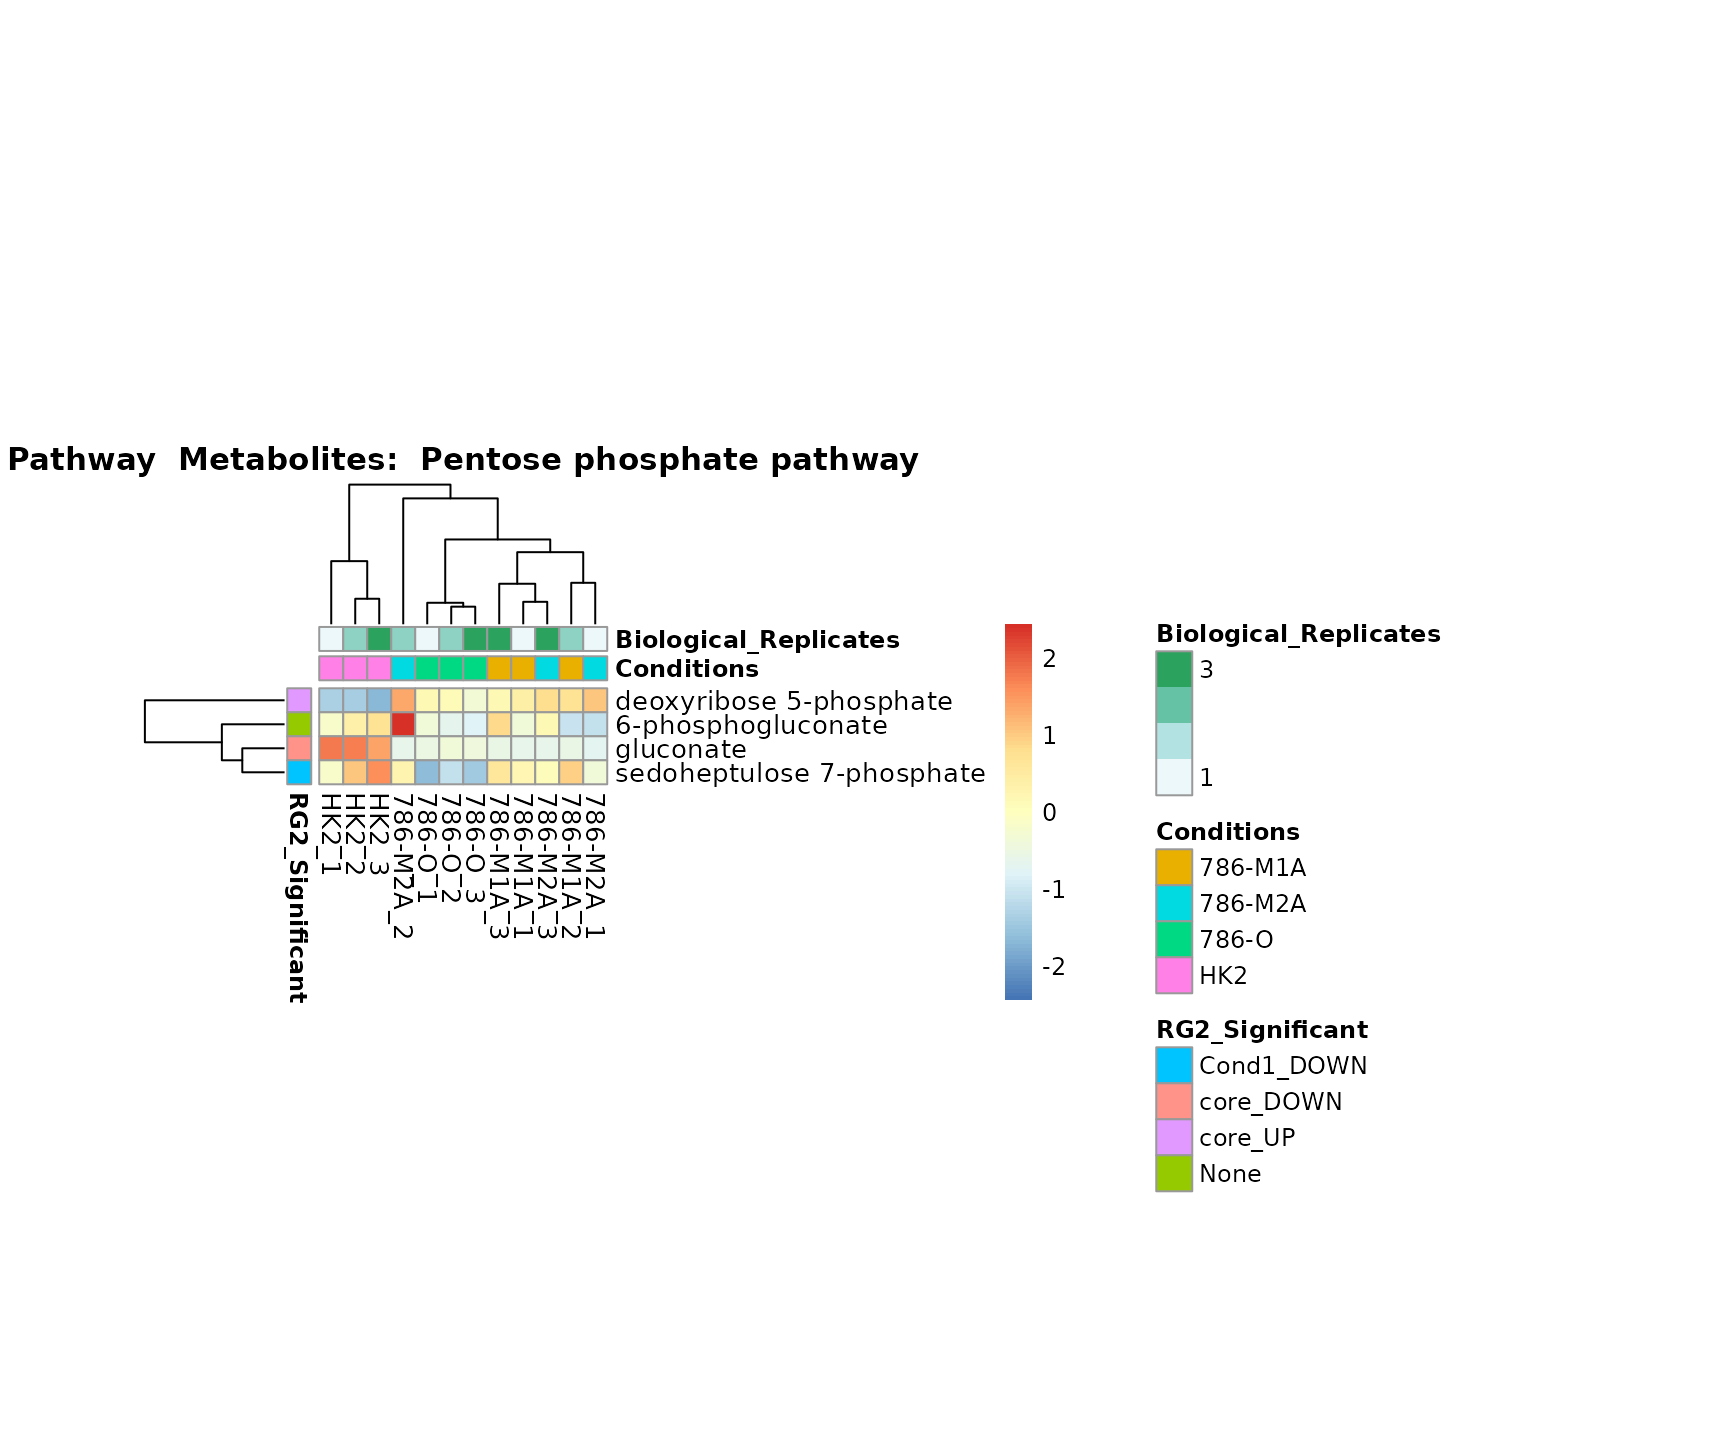 Pathway  Metabolites:  Pentose phosphate pathway
Biological_Replicates
Conditions
deoxyribose 5-phosphate
6-phosphogluconate
gluconate
sedoheptulose 7-phosphate
RG2_Significant
HK2_1
HK2_2
HK2_3
786-M2A_2
786-O_1
786-O_2
786-O_3
786-M1A_3
786-M1A_1
786-M2A_3
786-M1A_2
786-M2A_1
2
1
0
-1
-2
Biological_Replicates
3
1
Conditions
786-M1A
786-M2A
786-O
HK2
RG2_Significant
Cond1_DOWN
core_DOWN
core_UP
None